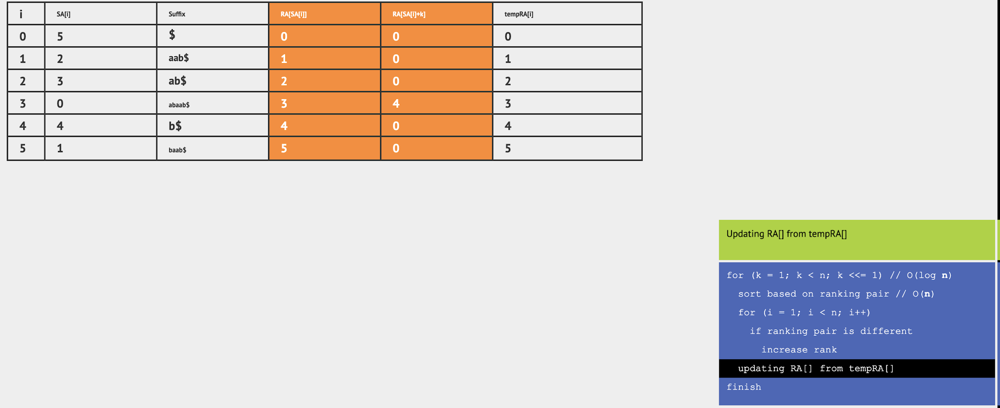 i SA[i] Suffix RA[SA[i]] RA[SA[i]+k] tempRA[i]
0 5 $ 0 0 0
1 2 aab$ 1 0 1
2 3 ab$ 2 0 2
3 0 abaab$ 3 4 3
4 4 b$ 4 0 4
5 1 baab$ 5 0 5
Updating RA[] from tempRA[]
for (k = 1; k < n; k <<= 1) // O(log n)
sort based on ranking pair // O(n)
for (i = 1; i < n; i++)
if ranking pair is different
increase rank
updating RA[] from tempRA[]
finish